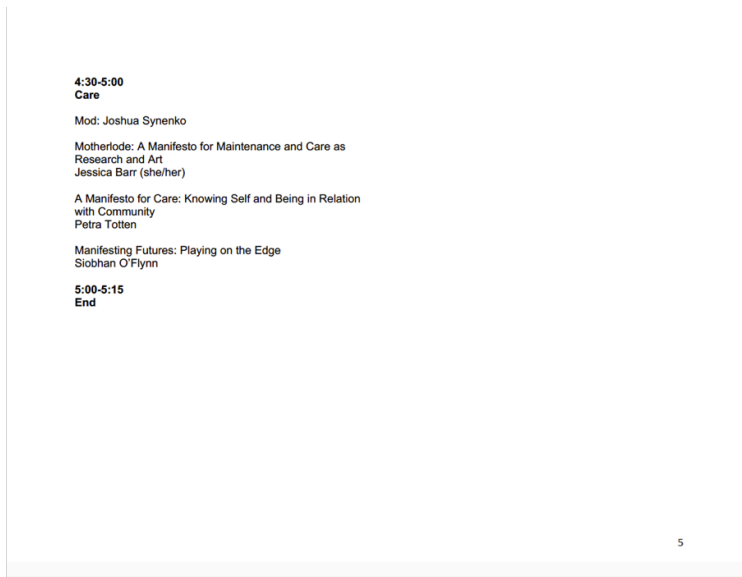 4:30-5:00
Care
Mod: Joshua Synenko
Motherlode: A Manifesto for Maintenance and Care as
Research and Art
Jessica Barr (she/her)
A Manifesto for Care: Knowing Self and Being in Relation
with Community
Petra Totten
Manifesting Futures: Playing on the Edge
Siobhan O'Flynn
5:00-5:15
End
5